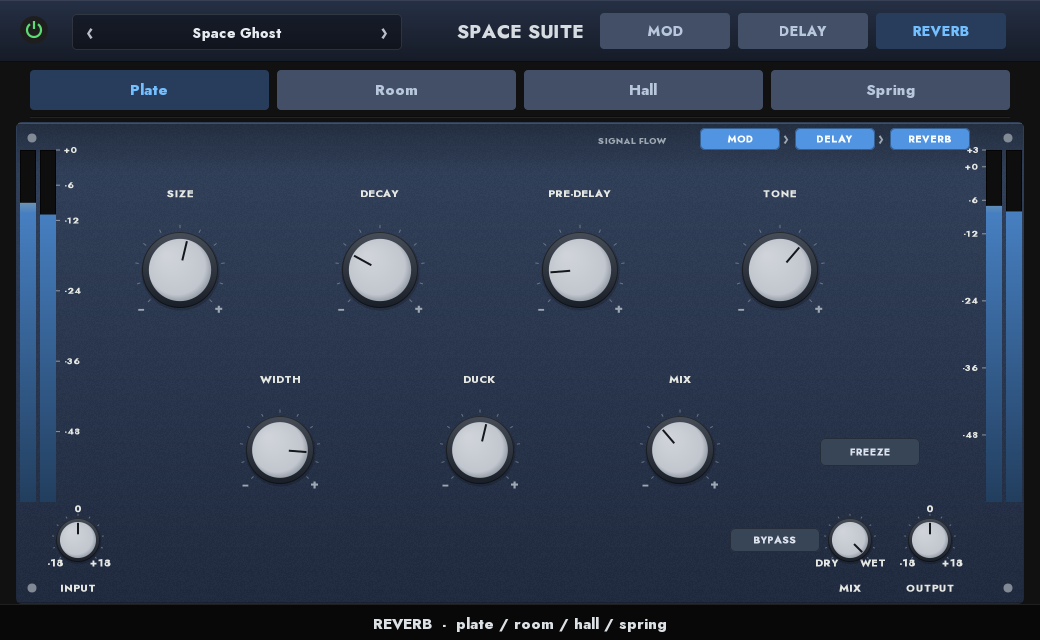 ‹ Space Ghost ›
SPACE SUITE
MOD DELAY REVERB
Plate Room Hall Spring
SIGNAL FLOW MOD › DELAY › REVERB
+0
-6
-12
-24
-36
-48
+3
+0
-6
-12
-24
-36
-48
SIZE DECAY PRE-DELAY TONE
- + - + - + - +
WIDTH DUCK MIX
- + - + - +
FREEZE
0
-18 +18
INPUT
BYPASS
DRY WET
MIX
0
-18 +18
OUTPUT
REVERB - plate / room / hall / spring